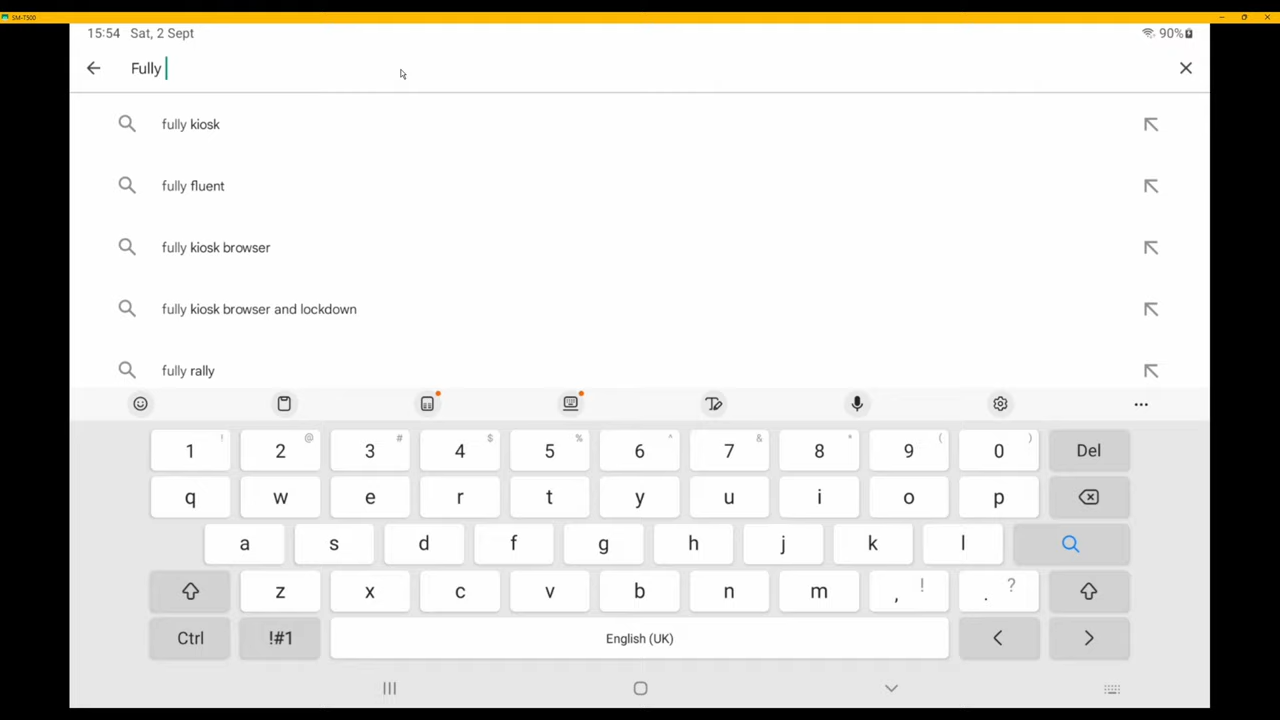 SM-T500
15:54 Sat, 2 Sept
90%
Fully
fully kiosk
fully fluent
fully kiosk browser
fully kiosk browser and lockdown
fully rally
! @ # $ % ^ & * ( )
1 2 3 4 5 6 7 8 9 0 Del
q w e r t y u i o p
a s d f g h j k l
z x c v b n m , ! . ?
Ctrl !#1 English (UK) < >